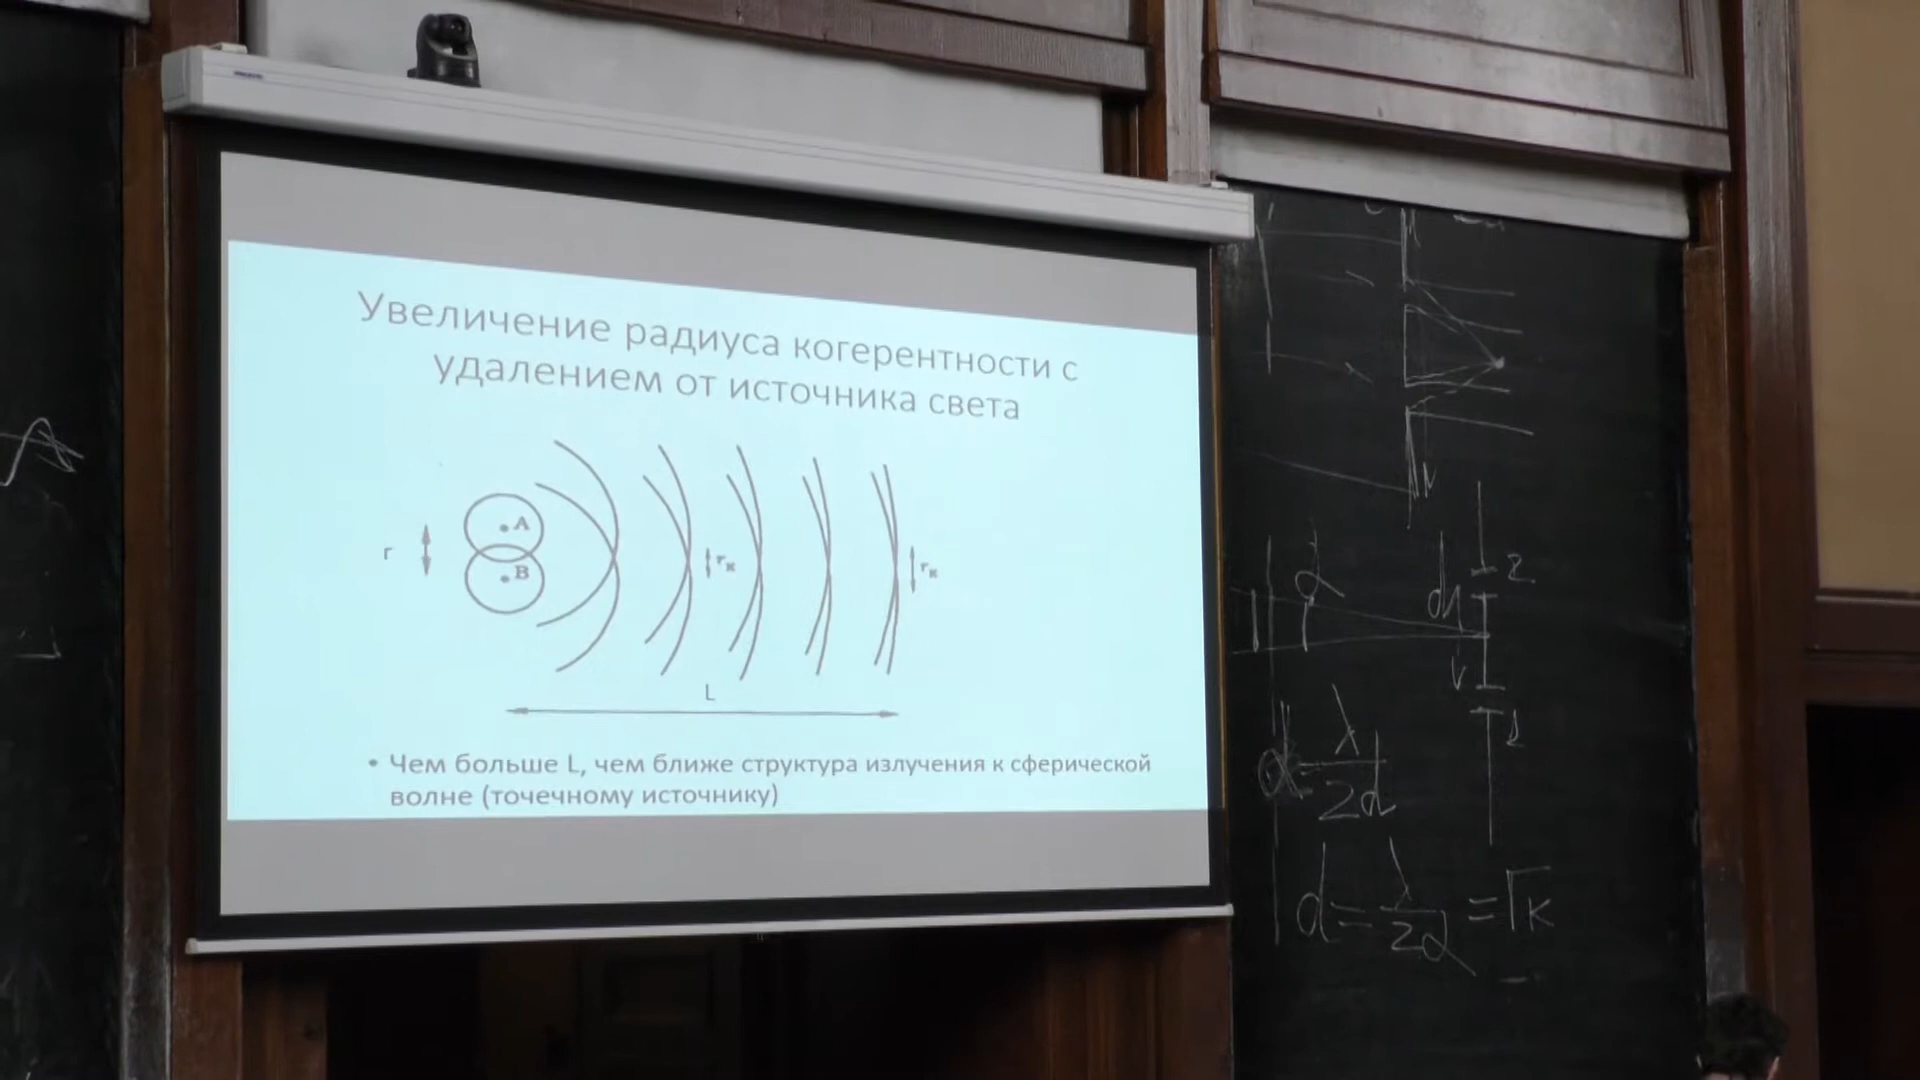 Увеличение радиуса когерентности с
удалением от источника света
A
r
B
rк
rк
L
• Чем больше L, чем ближе структура излучения к сферической
волне (точечному источнику)
α
d
2
α = λ/2d
d = λ/2α = rк